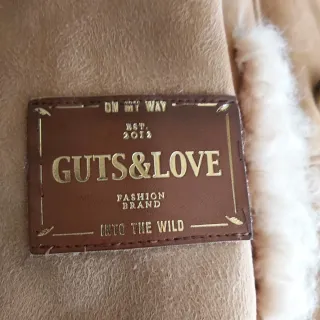 ON MY WAY
EST.
2012
GUTS&LOVE
FASHION
BRAND
INTO THE WILD